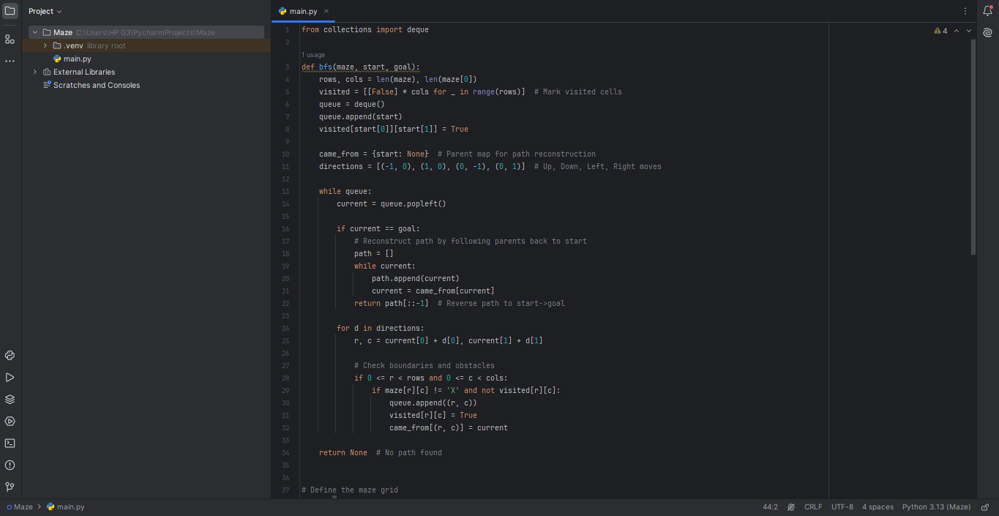 Project
Maze C:\Users\HP G3\PycharmProjects\Maze
.venv library root
main.py
External Libraries
Scratches and Consoles
main.py
4
1 from collections import deque
2
1 usage
3 def bfs(maze, start, goal):
4     rows, cols = len(maze), len(maze[0])
5     visited = [[False] * cols for _ in range(rows)]  # Mark visited cells
6     queue = deque()
7     queue.append(start)
8     visited[start[0]][start[1]] = True
9
10     came_from = {start: None}  # Parent map for path reconstruction
11     directions = [(-1, 0), (1, 0), (0, -1), (0, 1)]  # Up, Down, Left, Right moves
12
13     while queue:
14         current = queue.popleft()
15
16         if current == goal:
17             # Reconstruct path by following parents back to start
18             path = []
19             while current:
20                 path.append(current)
21                 current = came_from[current]
22             return path[::-1]  # Reverse path to start->goal
23
24         for d in directions:
25             r, c = current[0] + d[0], current[1] + d[1]
26
27             # Check boundaries and obstacles
28             if 0 <= r < rows and 0 <= c < cols:
29                 if maze[r][c] != 'X' and not visited[r][c]:
30                     queue.append((r, c))
31                     visited[r][c] = True
32                     came_from[(r, c)] = current
33
34     return None  # No path found
35
36
37 # Define the maze grid
Maze > main.py
44:2 CRLF UTF-8 4 spaces Python 3.13 (Maze)